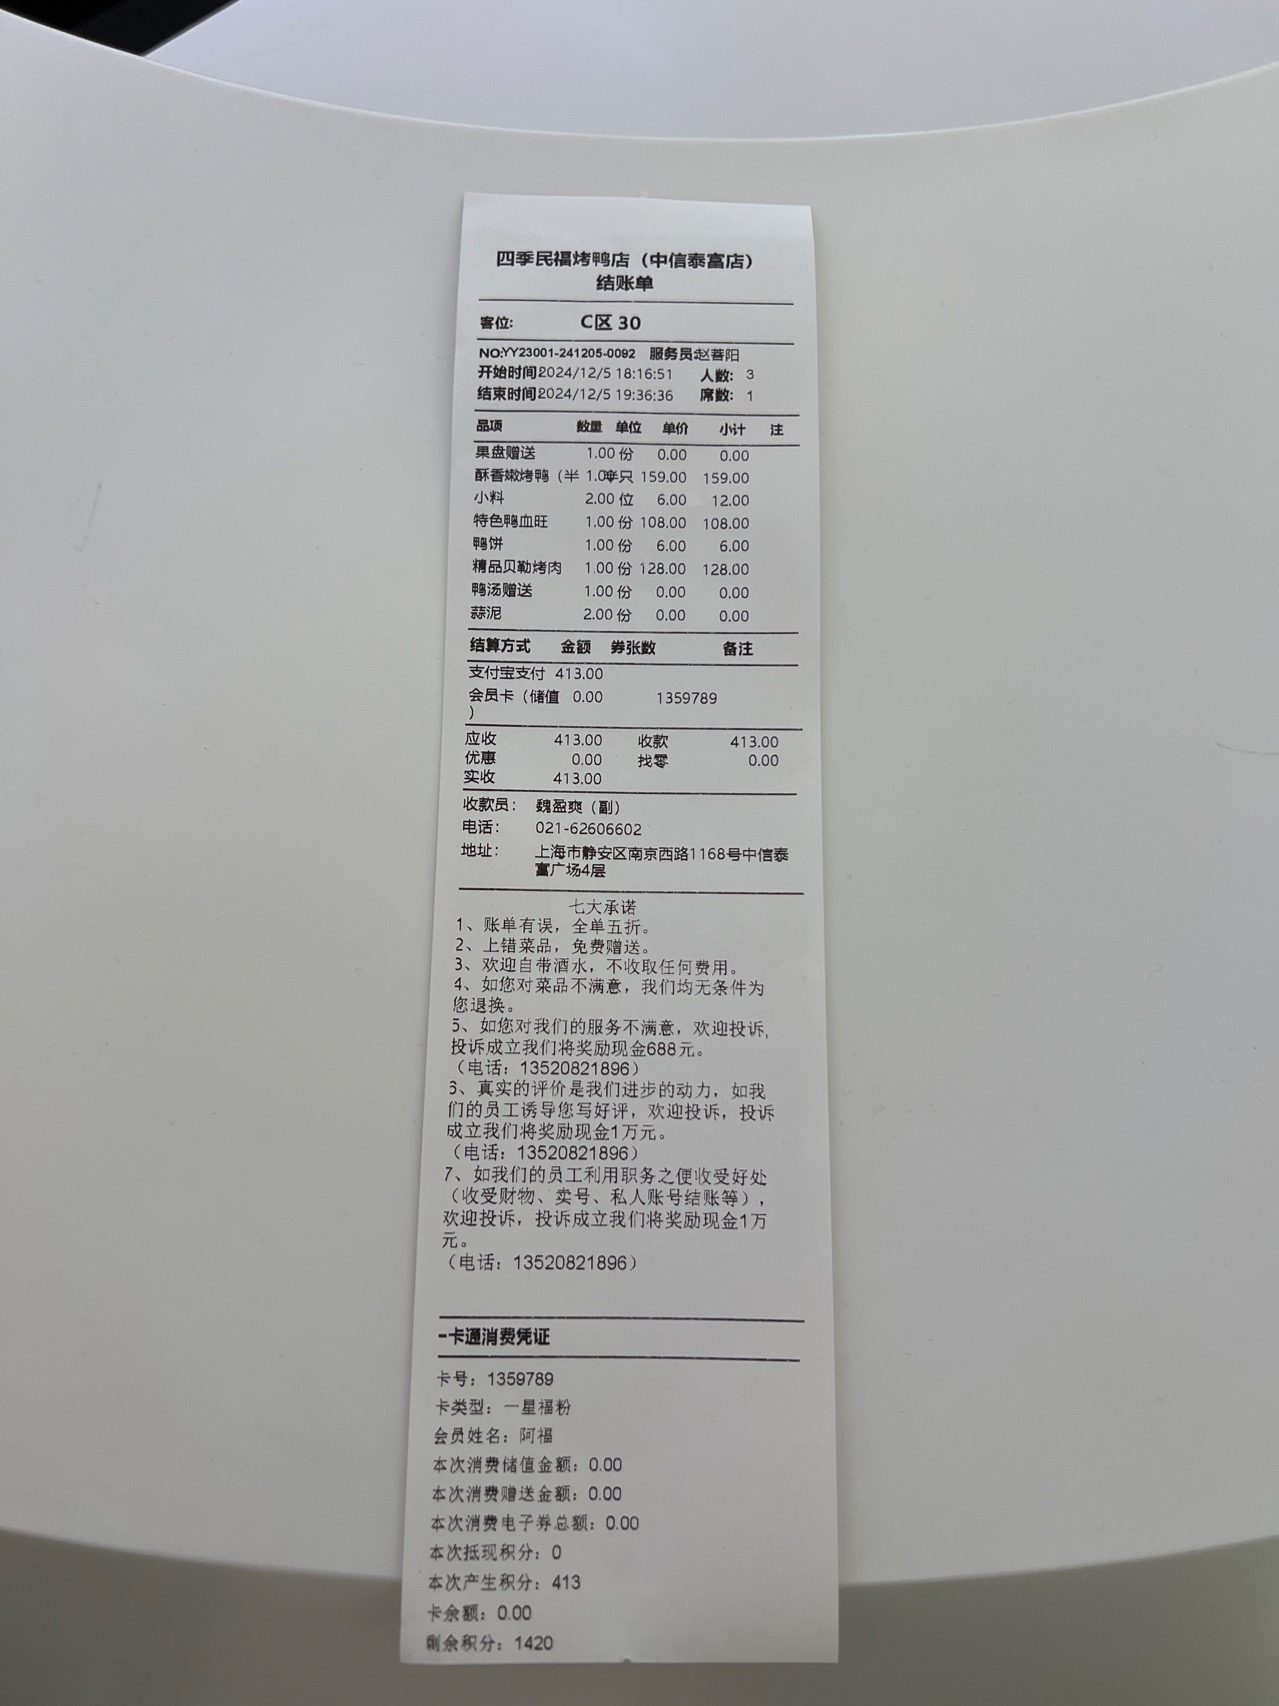 四季民福烤鸭店（中信泰富店）
结账单
客位: C区 30
NO:YY23001-241205-0092 服务员:赵菩阳
开始时间2024/12/5 18:16:51 人数: 3
结束时间2024/12/5 19:36:36 席数: 1
品项 数量 单位 单价 小计 注
果盘赠送 1.00 份 0.00 0.00
酥香嫩烤鸭（半 1.00半只 159.00 159.00
小料 2.00 位 6.00 12.00
特色鸭血旺 1.00 份 108.00 108.00
鸭饼 1.00 份 6.00 6.00
精品贝勒烤肉 1.00 份 128.00 128.00
鸭汤赠送 1.00 份 0.00 0.00
蒜泥 2.00 份 0.00 0.00
结算方式 金额 券张数 备注
支付宝支付 413.00
会员卡（储值 0.00 1359789
）
应收 413.00 收款 413.00
优惠 0.00 找零 0.00
实收 413.00
收款员: 魏盈爽（副）
电话: 021-62606602
地址: 上海市静安区南京西路1168号中信泰
富广场4层
七大承诺
1、账单有误，全单五折。
2、上错菜品，免费赠送。
3、欢迎自带酒水，不收取任何费用。
4、如您对菜品不满意，我们均无条件为
您退换。
5、如您对我们的服务不满意，欢迎投诉，
投诉成立我们将奖励现金688元。
（电话：13520821896）
3、真实的评价是我们进步的动力，如我
们的员工诱导您写好评，欢迎投诉，投诉
成立我们将奖励现金1万元。
（电话：13520821896）
7、如我们的员工利用职务之便收受好处
（收受财物、卖号、私人账号结账等），
欢迎投诉，投诉成立我们将奖励现金1万
元。
（电话：13520821896）
一卡通消费凭证
卡号：1359789
卡类型：一星福粉
会员姓名：阿福
本次消费储值金额：0.00
本次消费赠送金额：0.00
本次消费电子券总额：0.00
本次抵现积分：0
本次产生积分：413
卡余额：0.00
剩余积分：1420